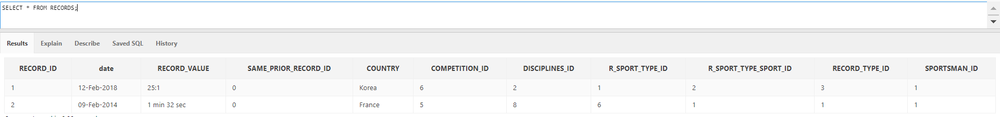 SELECT * FROM RECORDS;
Results Explain Describe Saved SQL History
RECORD_ID date RECORD_VALUE SAME_PRIOR_RECORD_ID COUNTRY COMPETITION_ID DISCIPLINES_ID R_SPORT_TYPE_ID R_SPORT_TYPE_SPORT_ID RECORD_TYPE_ID SPORTSMAN_ID
1 12-Feb-2018 25:1 0 Korea 6 2 1 2 3 1
2 09-Feb-2014 1 min 32 sec 0 France 5 8 6 1 1 1